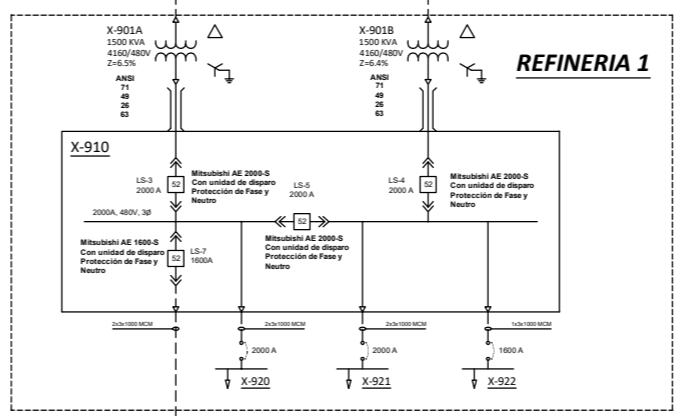 X-901A
1500 KVA
4160/480V
Z=6.5%
ANSI
71
49
26
63
X-901B
1500 KVA
4160/480V
Z=6.4%
ANSI
71
49
26
63
REFINERIA 1
X-910
LS-3
2000 A
52
Mitsubishi AE 2000-S
Con unidad de disparo
Protección de Fase y
Neutro
LS-5
2000 A
52
Mitsubishi AE 2000-S
Con unidad de disparo
Protección de Fase y
Neutro
LS-4
2000 A
52
Mitsubishi AE 2000-S
Con unidad de disparo
Protección de Fase y
Neutro
2000A, 480V, 3Ø
Mitsubishi AE 1600-S
Con unidad de disparo
Protección de Fase y
Neutro
52
LS-7
1600A
2x3x1000 MCM
2x3x1000 MCM
2x3x1000 MCM
1x3x1000 MCM
2000 A
2000 A
1600 A
X-920
X-921
X-922